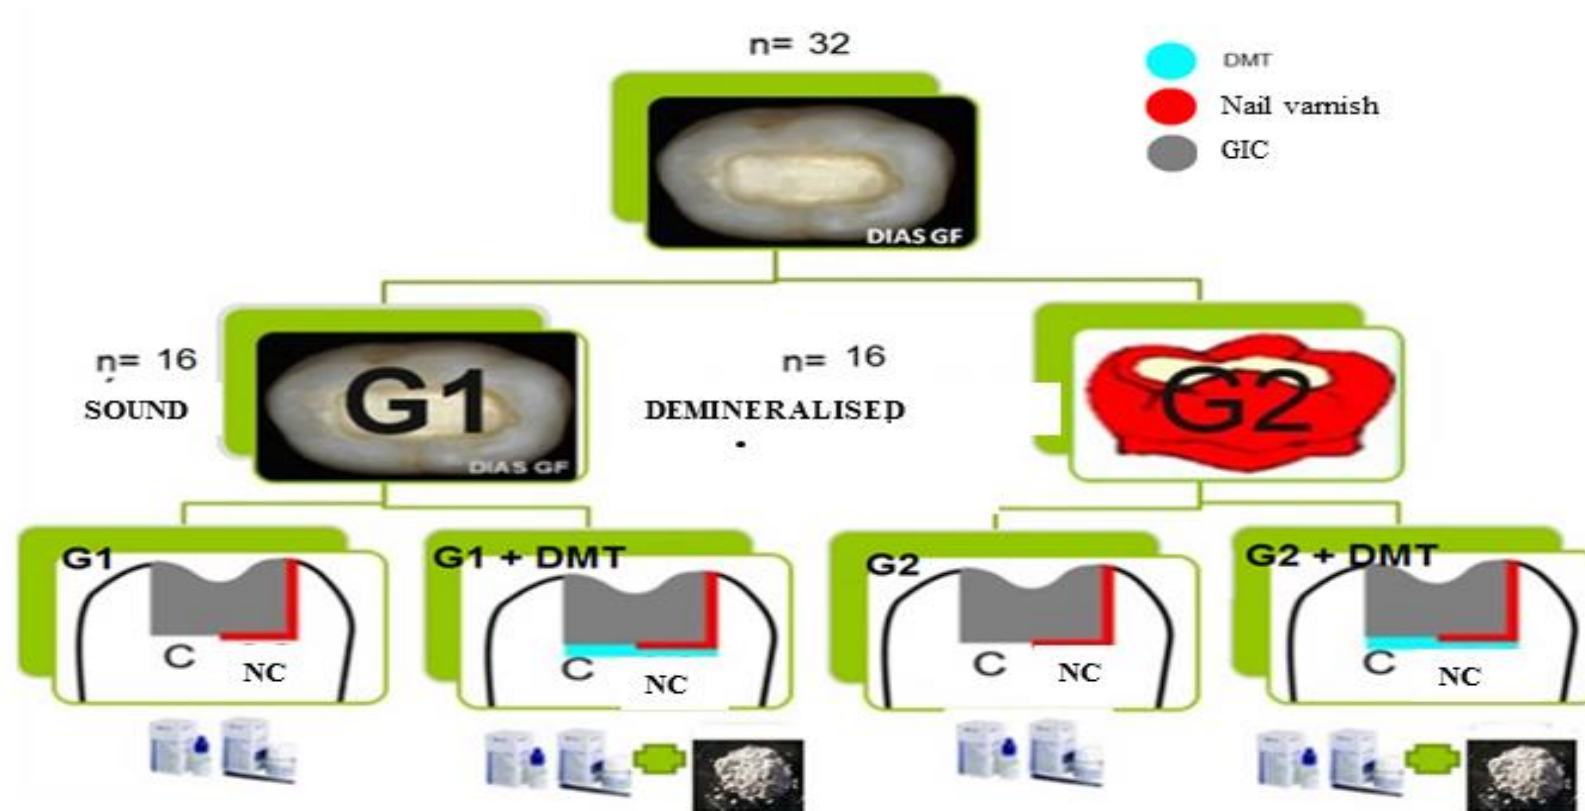 n= 32
DMT
Nail varnish
GIC
DIAS GF
n= 16
SOUND
G1
DIAS GF
n= 16
DEMINERALISED
G2
G1
C
NC
G1 + DMT
C
NC
G2
C
NC
G2 + DMT
C
NC